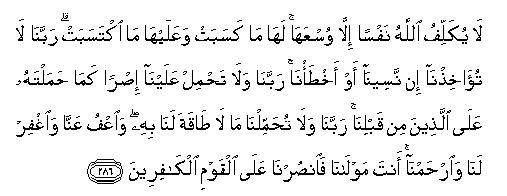 لَا يُكَلِّفُ ٱللَّهُ نَفْسًا إِلَّا وُسْعَهَا ۚ لَهَا مَا كَسَبَتْ وَعَلَيْهَا مَا ٱكْتَسَبَتْ ۗ رَبَّنَا لَا
تُؤَاخِذْنَآ إِن نَّسِينَآ أَوْ أَخْطَأْنَا ۚ رَبَّنَا وَلَا تَحْمِلْ عَلَيْنَآ إِصْرًا كَمَا حَمَلْتَهُۥ
عَلَى ٱلَّذِينَ مِن قَبْلِنَا ۚ رَبَّنَا وَلَا تُحَمِّلْنَا مَا لَا طَاقَةَ لَنَا بِهِۦ ۖ وَٱعْفُ عَنَّا وَٱغْفِرْ
لَنَا وَٱرْحَمْنَآ ۚ أَنتَ مَوْلَىٰنَا فَٱنصُرْنَا عَلَى ٱلْقَوْمِ ٱلْكَـٰفِرِينَ ٢٨٦